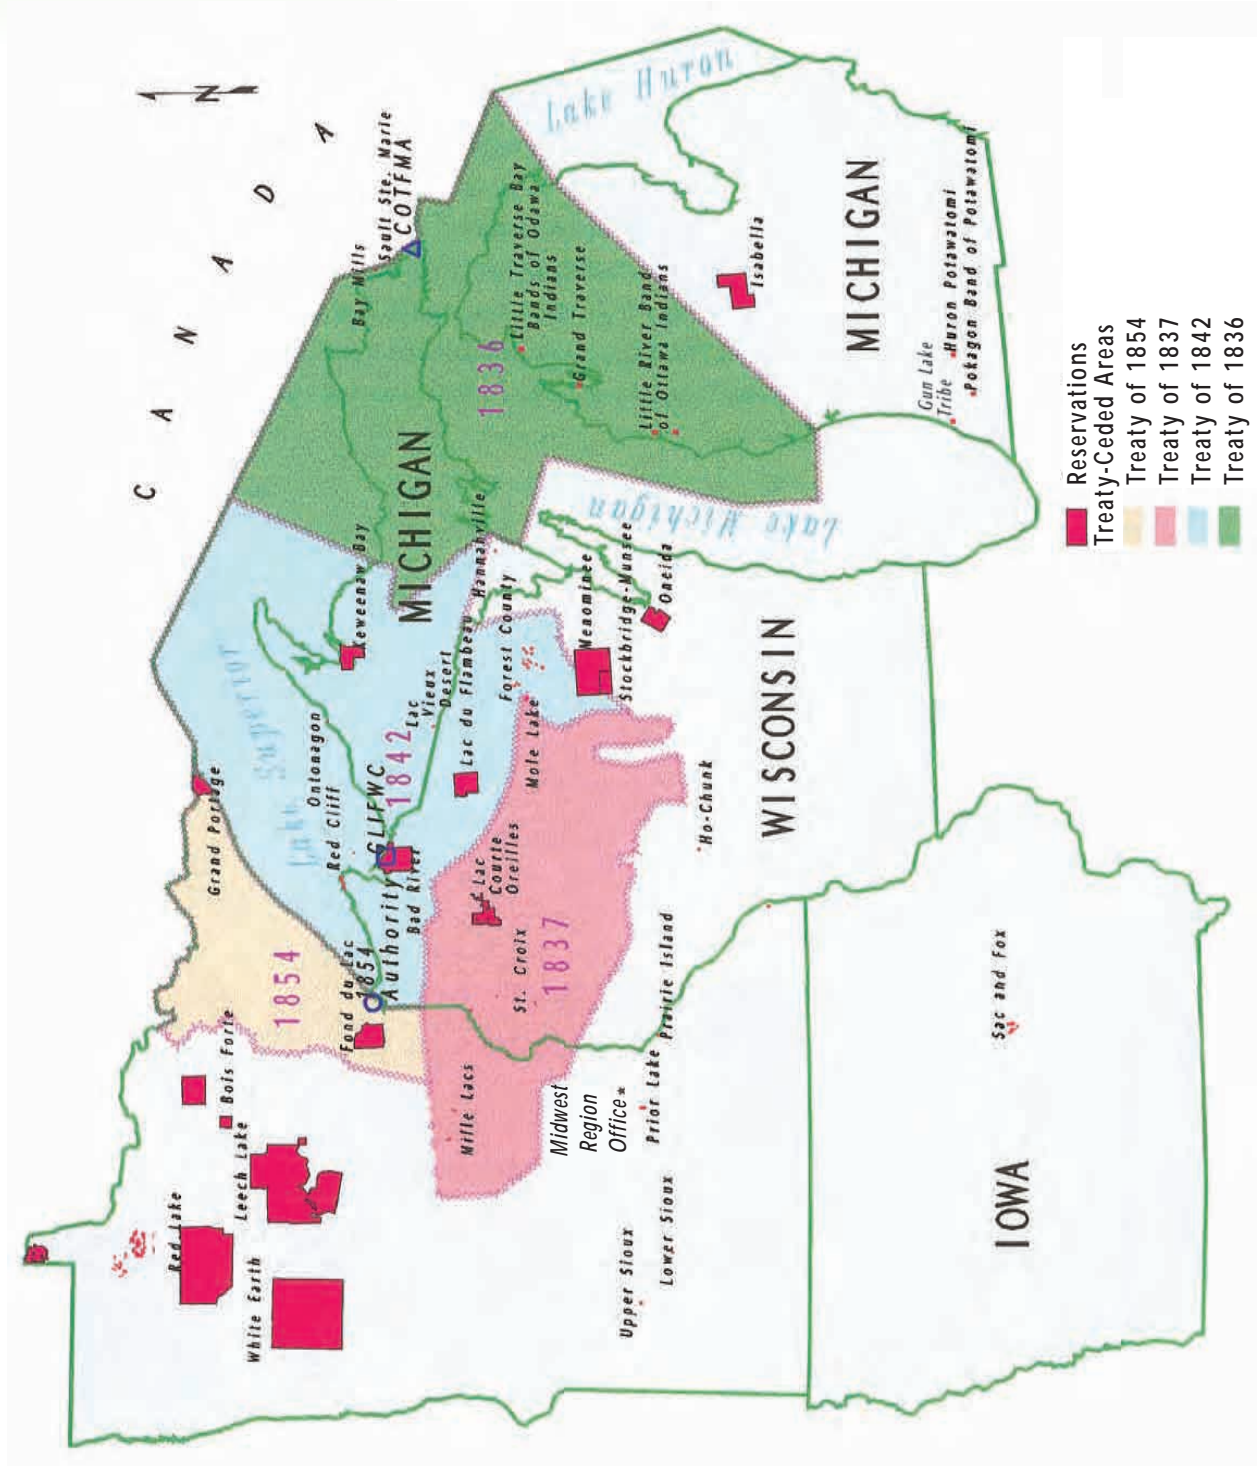 C A N A D A
N
Lake Huron
Lake Superior
Lake Michigan
MICHIGAN
MICHIGAN
WISCONSIN
IOWA
1854
1842
1837
1836
Sault Ste. Marie
COTFMA
Bay Mills
Little Traverse Bay
Bands of Odawa
Indians
Grand Traverse
Little River Band
of Ottawa Indians
Isabella
Gun Lake
Tribe
Huron Potawatomi
Pokagon Band of Potawatomi
Keweenaw Bay
Hannahville
Ontonagon
Lac
Vieux
Desert
Lac du Flambeau
Forest County
Mole Lake
Menominee
Stockbridge-Munsee
Oneida
Red Cliff
GLIFWC
Bad River
Lac
Courte
Oreilles
St. Croix
Ho-Chunk
Grand Portage
Fond du Lac
1854
Authority
Bois Forte
Leech Lake
Red Lake
White Earth
Mille Lacs
Midwest
Region
Office*
Prior Lake
Prairie Island
Upper Sioux
Lower Sioux
Sac and Fox
Reservations
Treaty-Ceded Areas
Treaty of 1854
Treaty of 1837
Treaty of 1842
Treaty of 1836